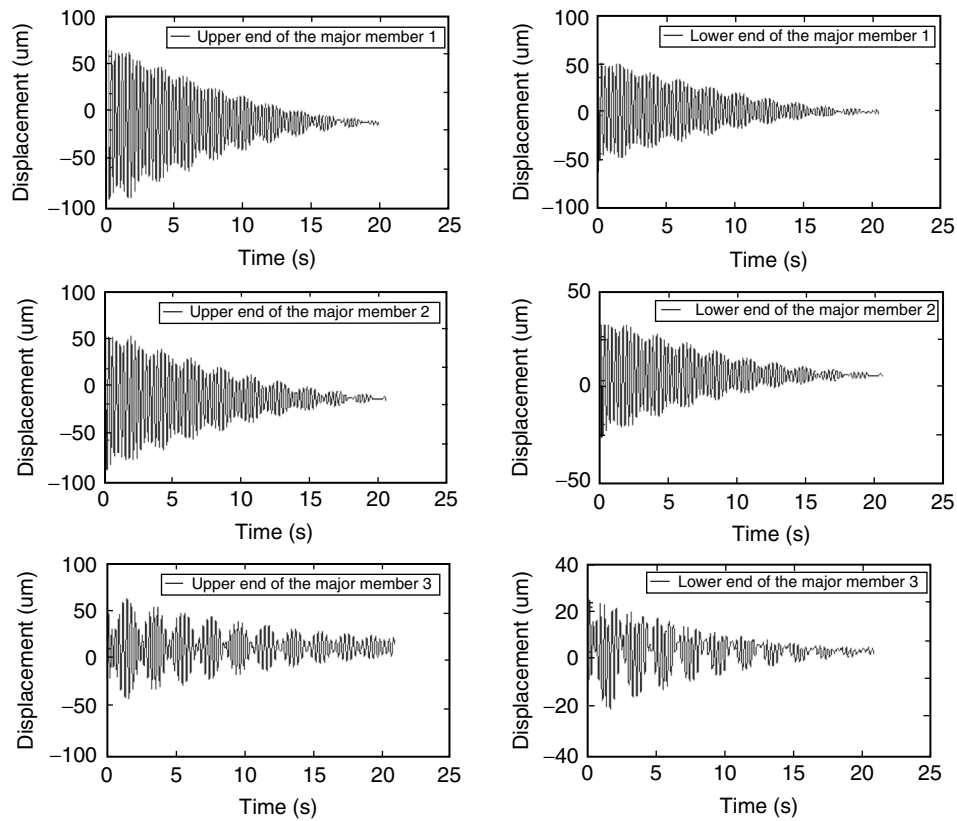 Displacement (um)
100
50
0
−50
−100
Upper end of the major member 1
0 5 10 15 20 25
Time (s)
Displacement (um)
100
50
0
−50
−100
Lower end of the major member 1
0 5 10 15 20 25
Time (s)
Displacement (um)
100
50
0
−50
−100
Upper end of the major member 2
0 5 10 15 20 25
Time (s)
Displacement (um)
50
0
−50
Lower end of the major member 2
0 5 10 15 20 25
Time (s)
Displacement (um)
100
50
0
−50
−100
Upper end of the major member 3
0 5 10 15 20 25
Time (s)
Displacement (um)
40
20
0
−20
−40
Lower end of the major member 3
0 5 10 15 20 25
Time (s)